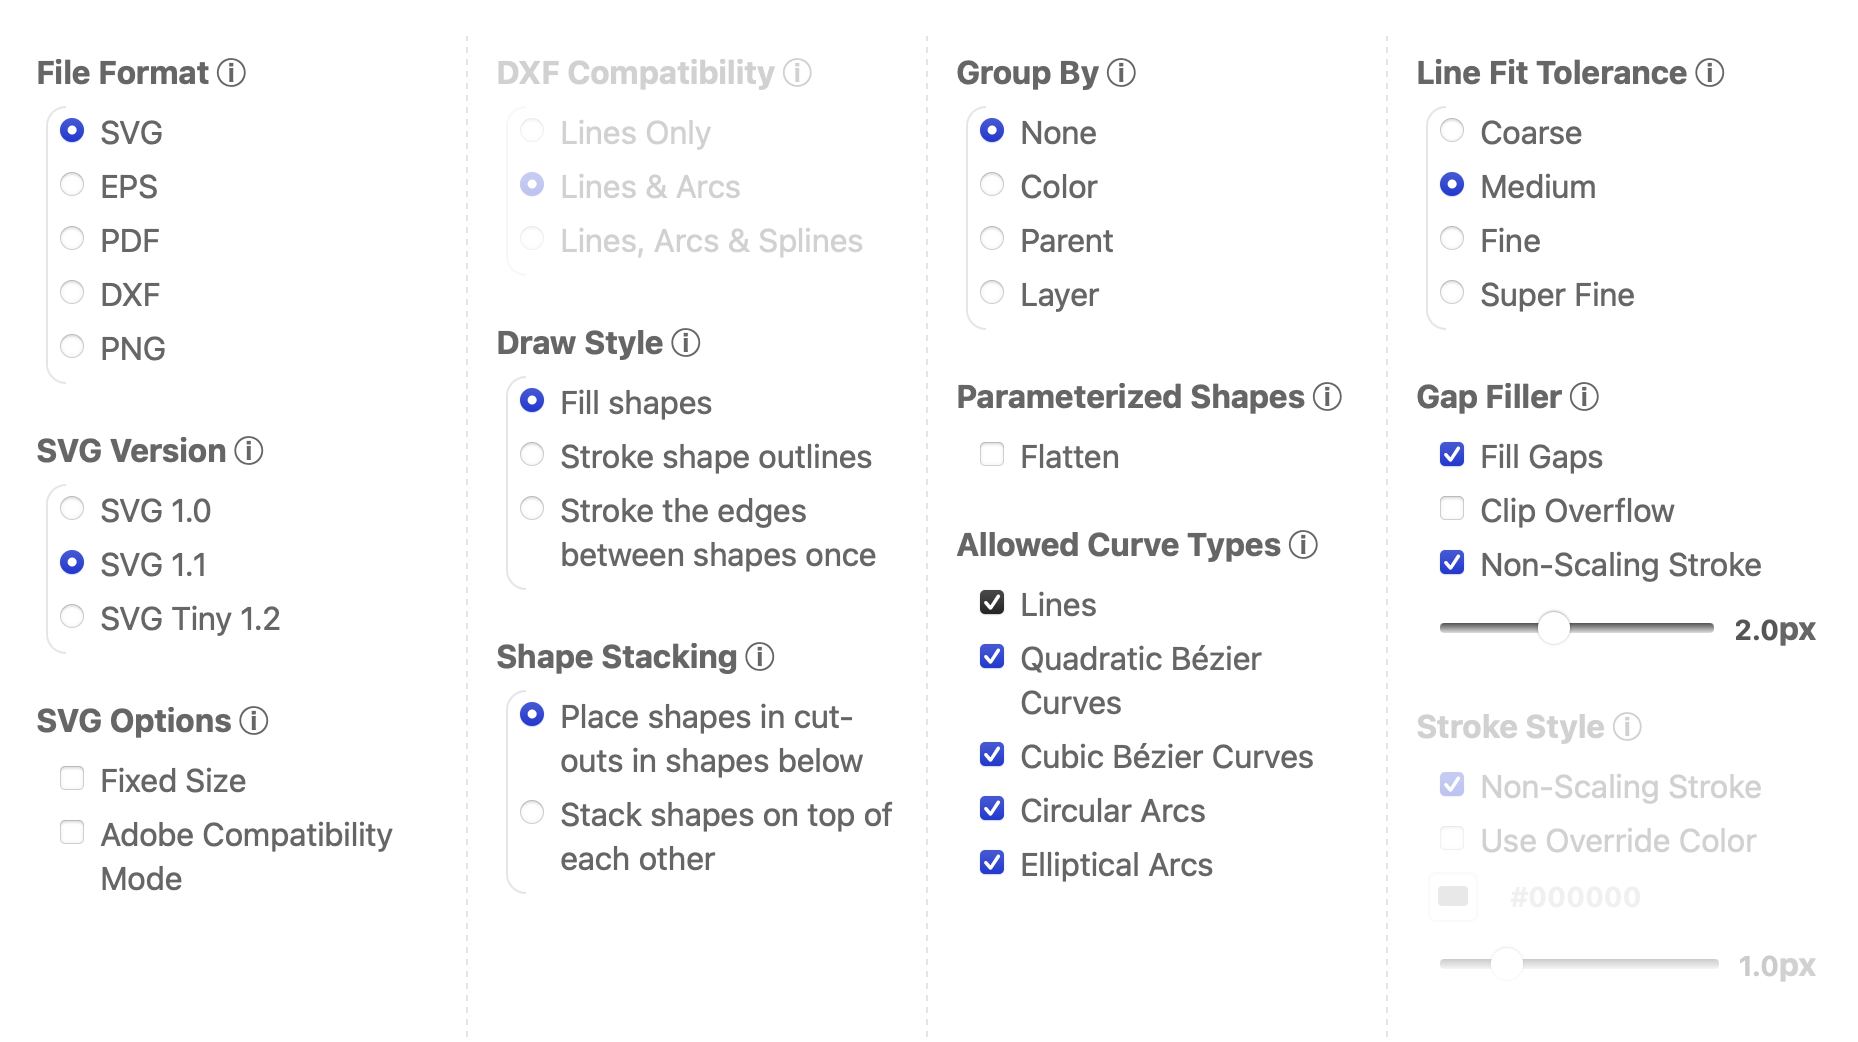 File Format
SVG
EPS
PDF
DXF
PNG
SVG Version
SVG 1.0
SVG 1.1
SVG Tiny 1.2
SVG Options
Fixed Size
Adobe Compatibility
Mode
DXF Compatibility
Lines Only
Lines & Arcs
Lines, Arcs & Splines
Draw Style
Fill shapes
Stroke shape outlines
Stroke the edges
between shapes once
Shape Stacking
Place shapes in cut-
outs in shapes below
Stack shapes on top of
each other
Group By
None
Color
Parent
Layer
Parameterized Shapes
Flatten
Allowed Curve Types
Lines
Quadratic Bézier
Curves
Cubic Bézier Curves
Circular Arcs
Elliptical Arcs
Line Fit Tolerance
Coarse
Medium
Fine
Super Fine
Gap Filler
Fill Gaps
Clip Overflow
Non-Scaling Stroke
2.0px
Stroke Style
Non-Scaling Stroke
Use Override Color
#000000
1.0px